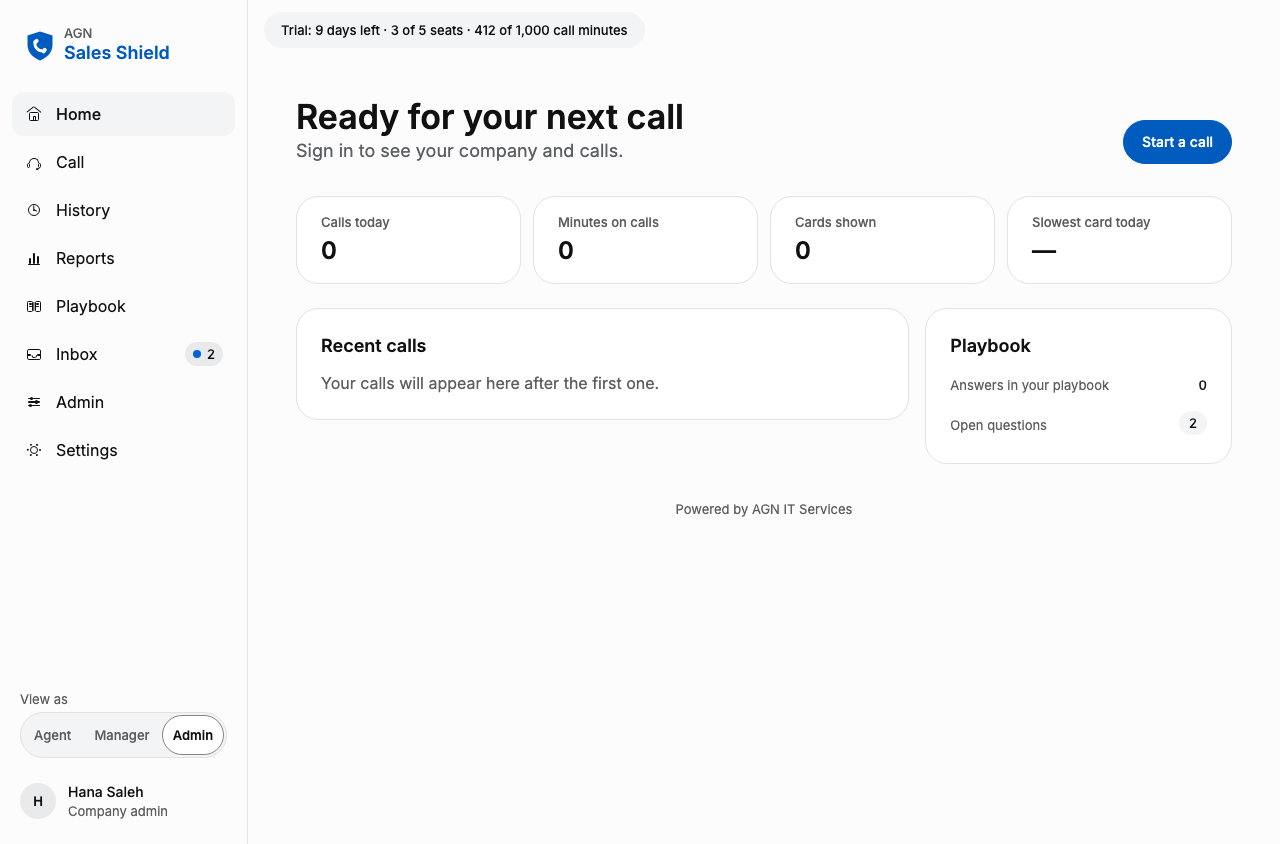 AGN
Sales Shield
Home
Call
History
Reports
Playbook
Inbox
2
Admin
Settings
View as
Agent
Manager
Admin
H
Hana Saleh
Company admin
Trial: 9 days left · 3 of 5 seats · 412 of 1,000 call minutes
Ready for your next call
Sign in to see your company and calls.
Start a call
Calls today
0
Minutes on calls
0
Cards shown
0
Slowest card today
—
Recent calls
Your calls will appear here after the first one.
Playbook
Answers in your playbook
0
Open questions
2
Powered by AGN IT Services